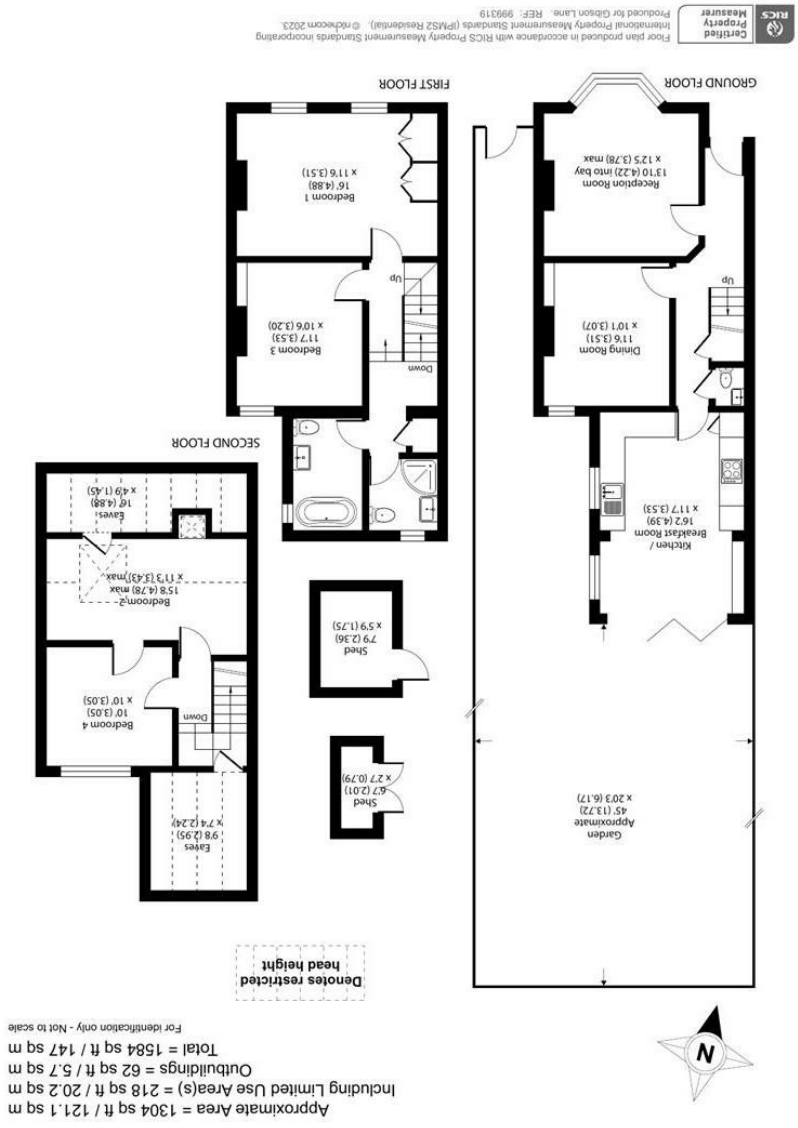 Approximate Area = 1304 sq ft / 121.1 sq m
Including Limited Use Area(s) = 218 sq ft / 20.2 sq m
Outbuildings = 62 sq ft / 5.7 sq m
Total = 1584 sq ft / 147 sq m
For identification only - Not to scale
N
Denotes restricted
head height
Garden
Approximate
45' (13.72)
x 20'3 (6.17)
Shed
6'7 (2.01)
x 2'7 (0.79)
Shed
7'9 (2.36)
x 5'9 (1.75)
Eaves
9'8 (2.95)
x 7'4 (2.24)
Down
Bedroom 4
10' (3.05)
x 10' (3.05)
Bedroom 2
15'8 (4.78) max
x 11'3 (3.43) max
Eaves
16' (4.88)
x 4'9 (1.45)
SECOND FLOOR
Kitchen /
Breakfast Room
16'2 (4.39)
x 11'7 (3.53)
Dining Room
11'6 (3.51)
x 10'1 (3.07)
Up
Reception Room
13'10 (4.22) into bay
x 12'5 (3.78) max
GROUND FLOOR
Down
Bedroom 3
11'7 (3.53)
x 10'6 (3.20)
Up
Bedroom 1
16' (4.88)
x 11'6 (3.51)
FIRST FLOOR
RICS
Certified
Property
Measurer
Floor plan produced in accordance with RICS Property Measurement Standards incorporating
International Property Measurement Standards (IPMS2 Residential). © nichecom 2023.
Produced for Gibson Lane. REF: 999319